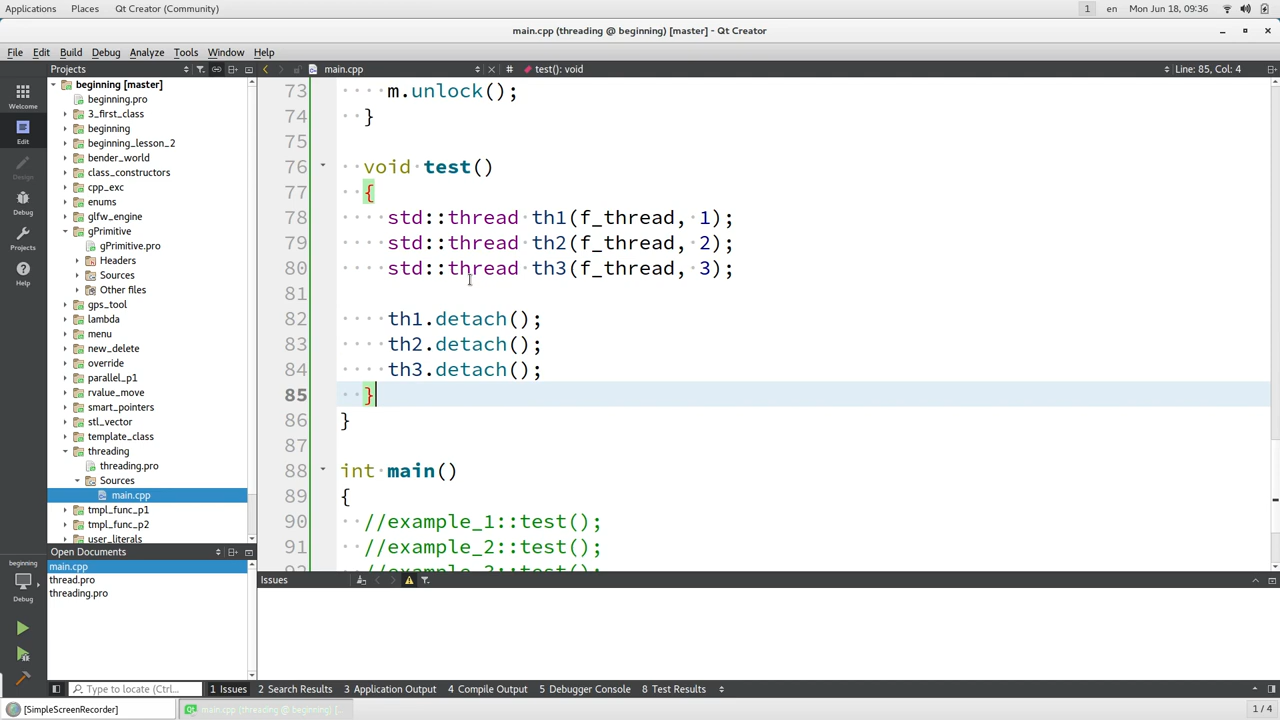 Applications Places Qt Creator (Community) 1 en Mon Jun 18, 09:36
main.cpp (threading @ beginning) [master] - Qt Creator
File Edit Build Debug Analyze Tools Window Help
Projects main.cpp # test(): void Line: 85, Col: 4
Welcome
Edit
Design
Debug
Projects
Help
beginning
Debug
beginning [master]
beginning.pro
3_first_class
beginning
beginning_lesson_2
bender_world
class_constructors
cpp_exc
enums
glfw_engine
gPrimitive
gPrimitive.pro
Headers
Sources
Other files
gps_tool
lambda
menu
new_delete
override
parallel_p1
rvalue_move
smart_pointers
stl_vector
template_class
threading
threading.pro
Sources
main.cpp
tmpl_func_p1
tmpl_func_p2
user_literals
Open Documents
main.cpp
thread.pro
threading.pro
73 m.unlock();
74 }
75
76 void test()
77 {
78 std::thread th1(f_thread, 1);
79 std::thread th2(f_thread, 2);
80 std::thread th3(f_thread, 3);
81
82 th1.detach();
83 th2.detach();
84 th3.detach();
85 }
86 }
87
88 int main()
89 {
90 //example_1::test();
91 //example_2::test();
Issues
Type to locate (Ctrl... 1 Issues 2 Search Results 3 Application Output 4 Compile Output 5 Debugger Console 8 Test Results
[SimpleScreenRecorder] main.cpp (threading @ beginning) [... 1 / 4